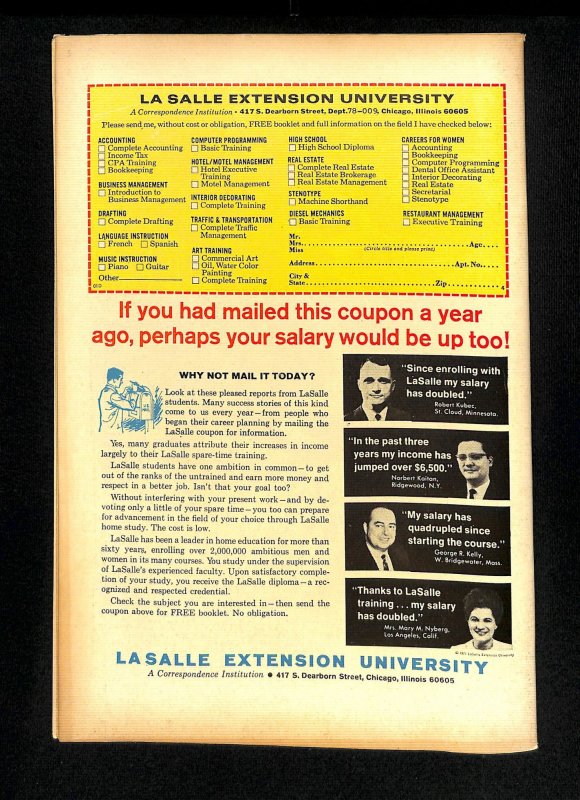 LA SALLE EXTENSION UNIVERSITY
A Correspondence Institution • 417 S. Dearborn Street, Dept. 78-009, Chicago, Illinois 60605
Please send me, without cost or obligation, FREE booklet and full information on the field I have checked below:
ACCOUNTING
Complete Accounting
Income Tax
CPA Training
Bookkeeping
BUSINESS MANAGEMENT
Introduction to
Business Management
DRAFTING
Complete Drafting
LANGUAGE INSTRUCTION
French Spanish
MUSIC INSTRUCTION
Piano Guitar
Other
010
COMPUTER PROGRAMMING
Basic Training
HOTEL/MOTEL MANAGEMENT
Hotel Executive
Training
Motel Management
INTERIOR DECORATING
Complete Training
TRAFFIC & TRANSPORTATION
Complete Traffic
Management
ART TRAINING
Commercial Art
Oil, Water Color
Painting
Complete Training
HIGH SCHOOL
High School Diploma
REAL ESTATE
Complete Real Estate
Real Estate Brokerage
Real Estate Management
STENOTYPE
Machine Shorthand
DIESEL MECHANICS
Basic Training
CAREERS FOR WOMEN
Accounting
Bookkeeping
Computer Programming
Dental Office Assistant
Interior Decorating
Real Estate
Secretarial
Stenotype
RESTAURANT MANAGEMENT
Executive Training
Mr.
Mrs. Age
Miss (Circle title and please print)
Address Apt. No.
City &
State Zip
4
If you had mailed this coupon a year
ago, perhaps your salary would be up too!
WHY NOT MAIL IT TODAY?
Look at these pleased reports from LaSalle
students. Many success stories of this kind
come to us every year—from people who
began their career planning by mailing the
LaSalle coupon for information.
Yes, many graduates attribute their increases in income
largely to their LaSalle spare-time training.
LaSalle students have one ambition in common—to get
out of the ranks of the untrained and earn more money and
respect in a better job. Isn't that your goal too?
Without interfering with your present work—and by de-
voting only a little of your spare time—you too can prepare
for advancement in the field of your choice through LaSalle
home study. The cost is low.
LaSalle has been a leader in home education for more than
sixty years, enrolling over 2,000,000 ambitious men and
women in its many courses. You study under the supervision
of LaSalle's experienced faculty. Upon satisfactory comple-
tion of your study, you receive the LaSalle diploma—a rec-
ognized and respected credential.
Check the subject you are interested in—then send the
coupon above for FREE booklet. No obligation.
"Since enrolling with
LaSalle my salary
has doubled."
Robert Kubec,
St. Cloud, Minnesota.
"In the past three
years my income has
jumped over $6,500."
Norbert Kaitan,
Ridgewood, N.Y.
"My salary has
quadrupled since
starting the course."
George R. Kelly,
W. Bridgewater, Mass.
"Thanks to LaSalle
training . . . my salary
has doubled."
Mrs. Mary M. Nyberg,
Los Angeles, Calif.
© 1971 LaSalle Extension University
LA SALLE EXTENSION UNIVERSITY
A Correspondence Institution • 417 S. Dearborn Street, Chicago, Illinois 60605